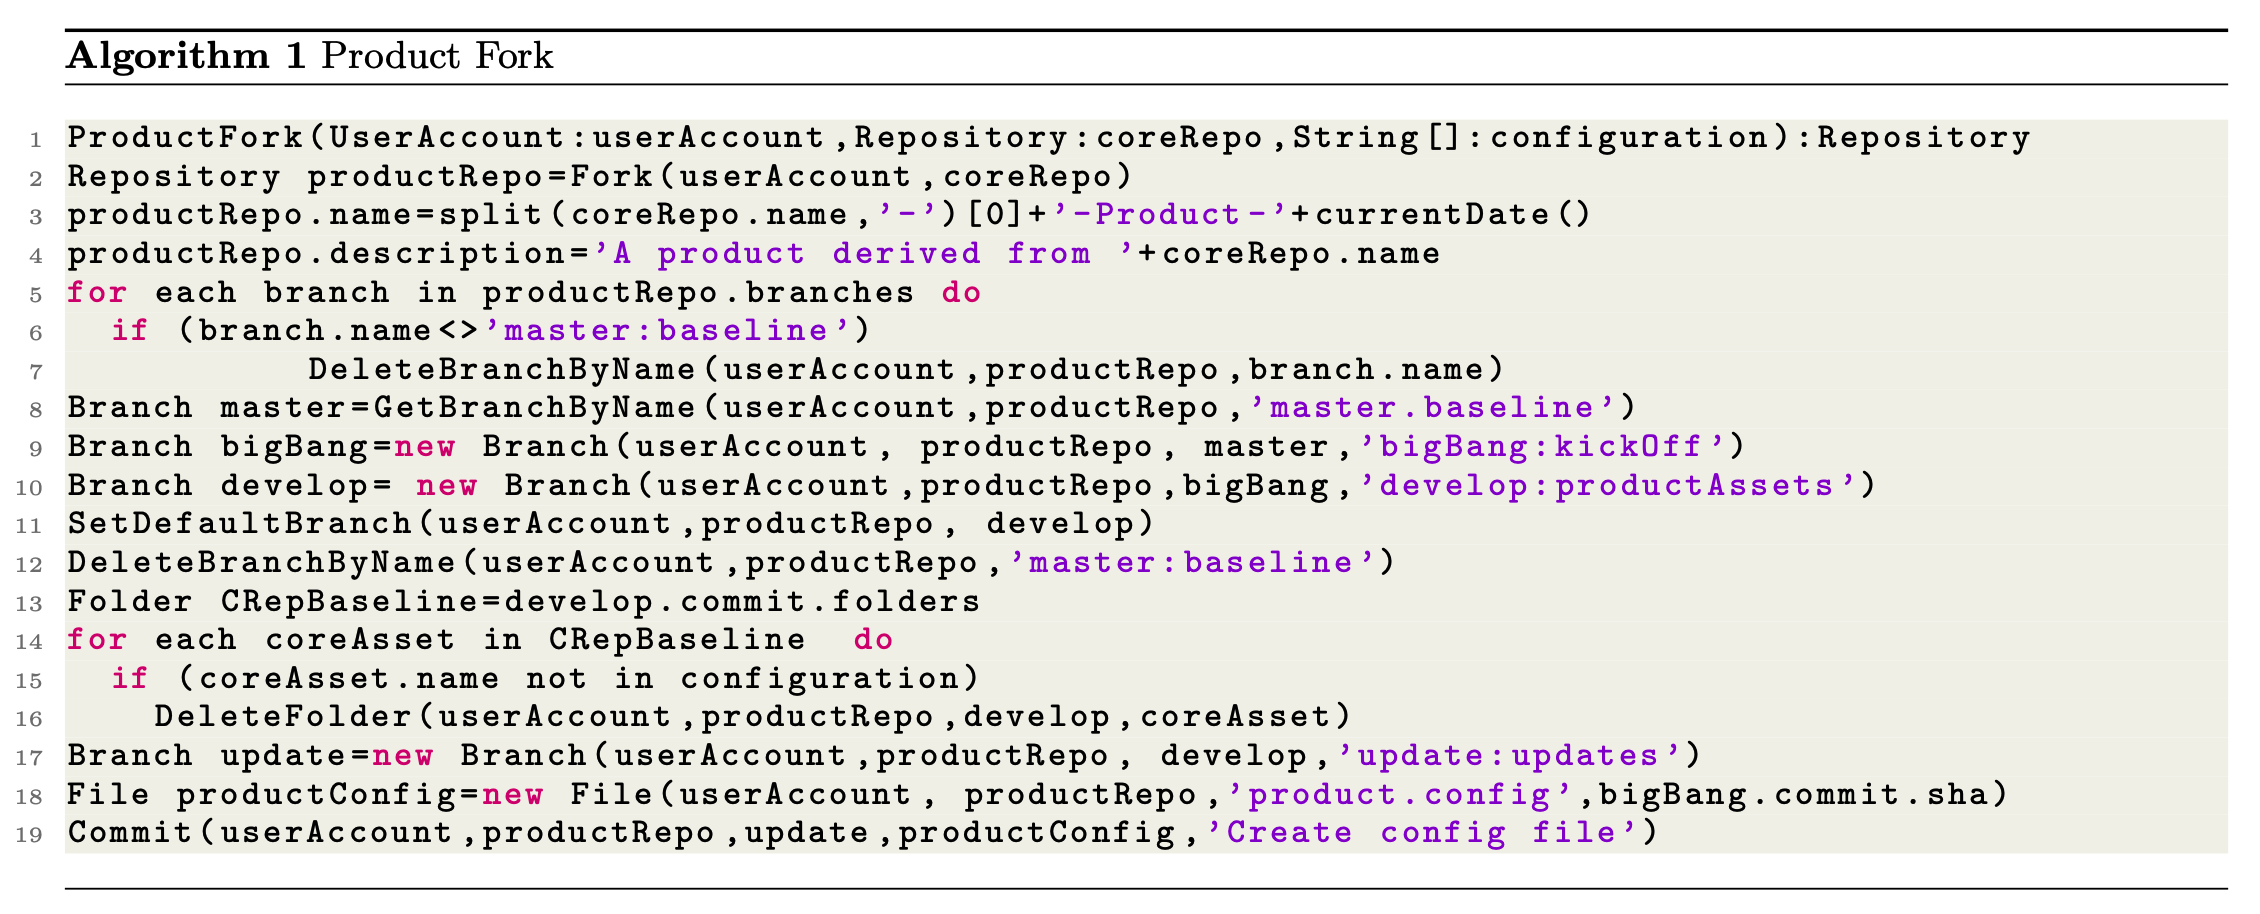 Algorithm 1 Product Fork
1 ProductFork(UserAccount:userAccount,Repository:coreRepo,String[]:configuration):Repository
2 Repository productRepo=Fork(userAccount,coreRepo)
3 productRepo.name=split(coreRepo.name,'-')[0]+'-Product-'+currentDate()
4 productRepo.description='A product derived from '+coreRepo.name
5 for each branch in productRepo.branches do
6   if (branch.name<>'master:baseline')
7            DeleteBranchByName(userAccount,productRepo,branch.name)
8 Branch master=GetBranchByName(userAccount,productRepo,'master.baseline')
9 Branch bigBang=new Branch(userAccount, productRepo, master,'bigBang:kickOff')
10 Branch develop= new Branch(userAccount,productRepo,bigBang,'develop:productAssets')
11 SetDefaultBranch(userAccount,productRepo, develop)
12 DeleteBranchByName(userAccount,productRepo,'master:baseline')
13 Folder CRepBaseline=develop.commit.folders
14 for each coreAsset in CRepBaseline  do
15   if (coreAsset.name not in configuration)
16     DeleteFolder(userAccount,productRepo,develop,coreAsset)
17 Branch update=new Branch(userAccount,productRepo, develop,'update:updates')
18 File productConfig=new File(userAccount, productRepo,'product.config',bigBang.commit.sha)
19 Commit(userAccount,productRepo,update,productConfig,'Create config file')